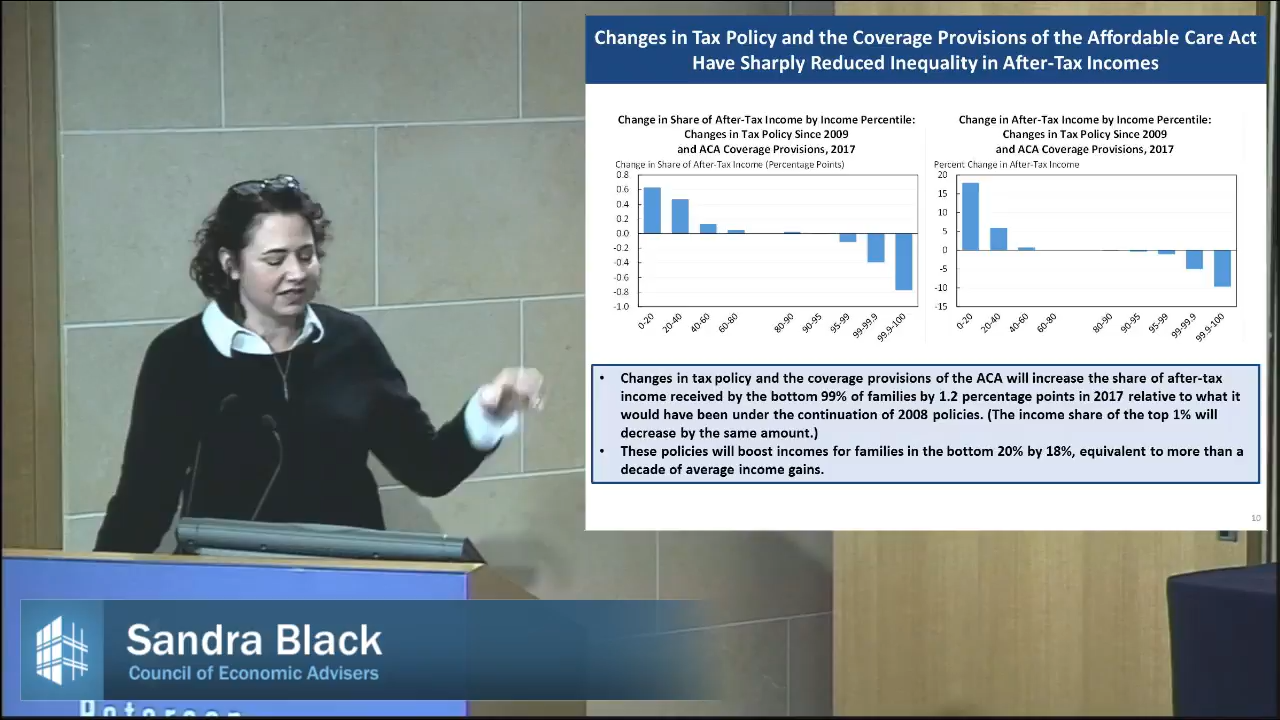 Changes in Tax Policy and the Coverage Provisions of the Affordable Care Act
Have Sharply Reduced Inequality in After-Tax Incomes
Change in Share of After-Tax Income by Income Percentile:
Changes in Tax Policy Since 2009
and ACA Coverage Provisions, 2017
Change in Share of After-Tax Income (Percentage Points)
0.8
0.6
0.4
0.2
0.0
-0.2
-0.4
-0.6
-0.8
-1.0
0-20
20-40
40-60
60-80
80-90
90-95
95-99
99-99.9
99.9-100
Change in After-Tax Income by Income Percentile:
Changes in Tax Policy Since 2009
and ACA Coverage Provisions, 2017
Percent Change in After-Tax Income
20
15
10
5
0
-5
-10
-15
0-20
20-40
40-60
60-80
80-90
90-95
95-99
99-99.9
99.9-100
• Changes in tax policy and the coverage provisions of the ACA will increase the share of after-tax
income received by the bottom 99% of families by 1.2 percentage points in 2017 relative to what it
would have been under the continuation of 2008 policies. (The income share of the top 1% will
decrease by the same amount.)
• These policies will boost incomes for families in the bottom 20% by 18%, equivalent to more than a
decade of average income gains.
10
Sandra Black
Council of Economic Advisers